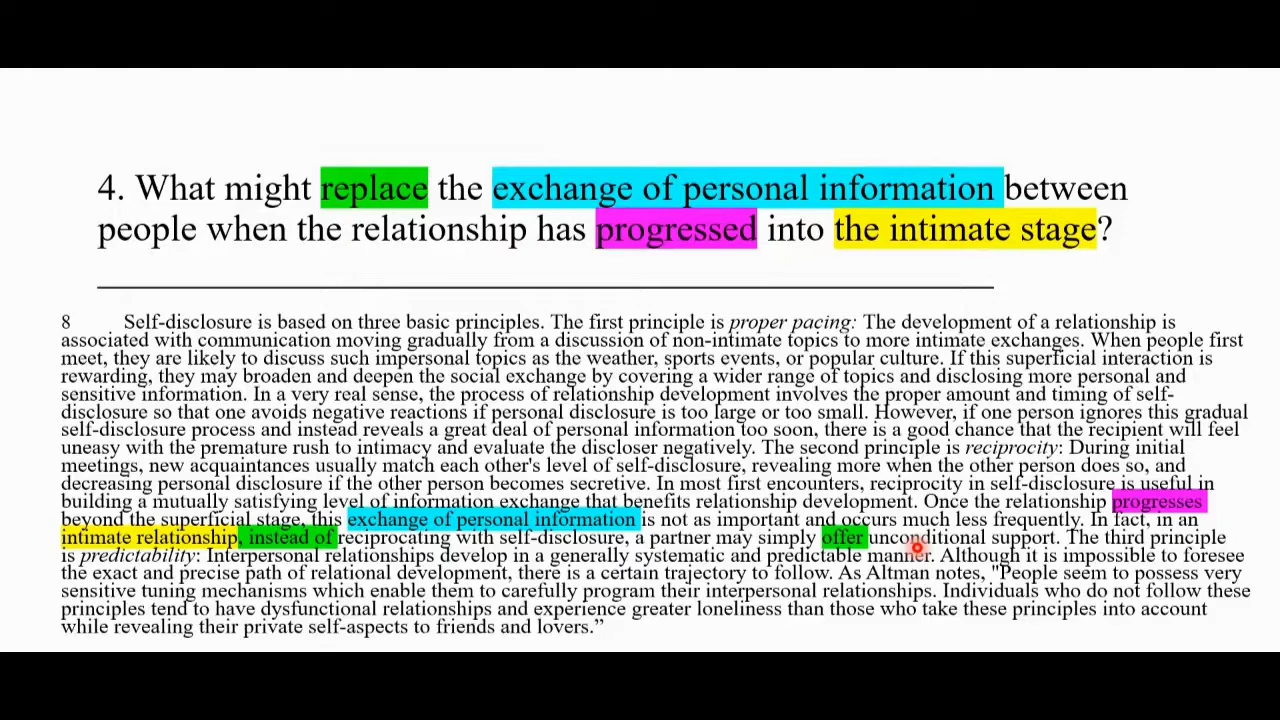 4. What might replace the exchange of personal information between
people when the relationship has progressed into the intimate stage?
8 Self-disclosure is based on three basic principles. The first principle is proper pacing: The development of a relationship is
associated with communication moving gradually from a discussion of non-intimate topics to more intimate exchanges. When people first
meet, they are likely to discuss such impersonal topics as the weather, sports events, or popular culture. If this superficial interaction is
rewarding, they may broaden and deepen the social exchange by covering a wider range of topics and disclosing more personal and
sensitive information. In a very real sense, the process of relationship development involves the proper amount and timing of self-
disclosure so that one avoids negative reactions if personal disclosure is too large or too small. However, if one person ignores this gradual
self-disclosure process and instead reveals a great deal of personal information too soon, there is a good chance that the recipient will feel
uneasy with the premature rush to intimacy and evaluate the discloser negatively. The second principle is reciprocity: During initial
meetings, new acquaintances usually match each other's level of self-disclosure, revealing more when the other person does so, and
decreasing personal disclosure if the other person becomes secretive. In most first encounters, reciprocity in self-disclosure is useful in
building a mutually satisfying level of information exchange that benefits relationship development. Once the relationship progresses
beyond the superficial stage, this exchange of personal information is not as important and occurs much less frequently. In fact, in an
intimate relationship, instead of reciprocating with self-disclosure, a partner may simply offer unconditional support. The third principle
is predictability: Interpersonal relationships develop in a generally systematic and predictable manner. Although it is impossible to foresee
the exact and precise path of relational development, there is a certain trajectory to follow. As Altman notes, "People seem to possess very
sensitive tuning mechanisms which enable them to carefully program their interpersonal relationships. Individuals who do not follow these
principles tend to have dysfunctional relationships and experience greater loneliness than those who take these principles into account
while revealing their private self-aspects to friends and lovers.”